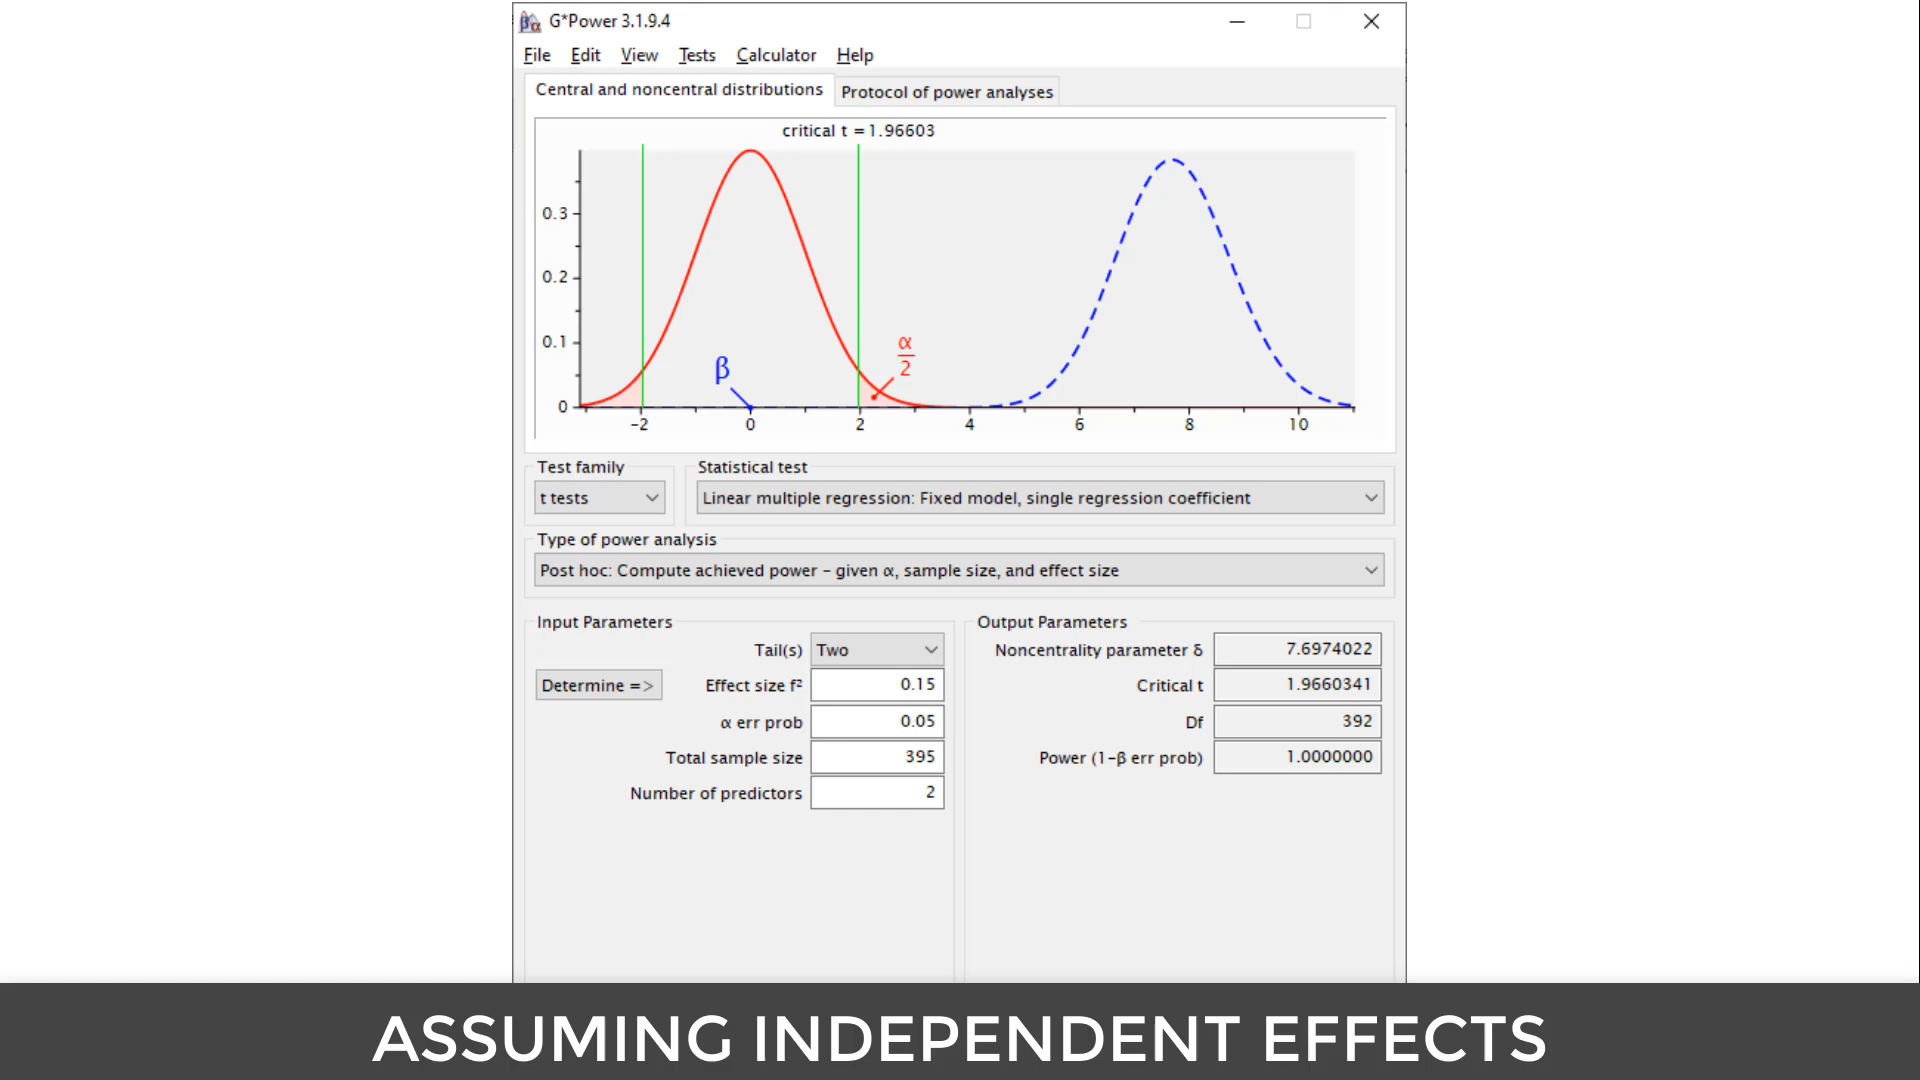 G*Power 3.1.9.4
File Edit View Tests Calculator Help
Central and noncentral distributions Protocol of power analyses
critical t = 1.96603
0.3
0.2
0.1
0
β
α
2
-2 0 2 4 6 8 10
Test family Statistical test
t tests Linear multiple regression: Fixed model, single regression coefficient
Type of power analysis
Post hoc: Compute achieved power - given α, sample size, and effect size
Input Parameters Output Parameters
Tail(s) Two Noncentrality parameter δ 7.6974022
Determine => Effect size f² 0.15 Critical t 1.9660341
α err prob 0.05 Df 392
Total sample size 395 Power (1-β err prob) 1.0000000
Number of predictors 2
ASSUMING INDEPENDENT EFFECTS